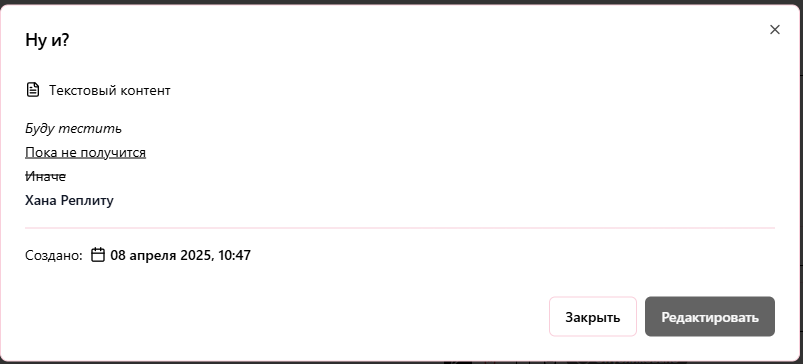 Ну и?
Текстовый контент
Буду тестить
Пока не получится
Иначе
Хана Реплиту
Создано: 08 апреля 2025, 10:47
Закрыть Редактировать